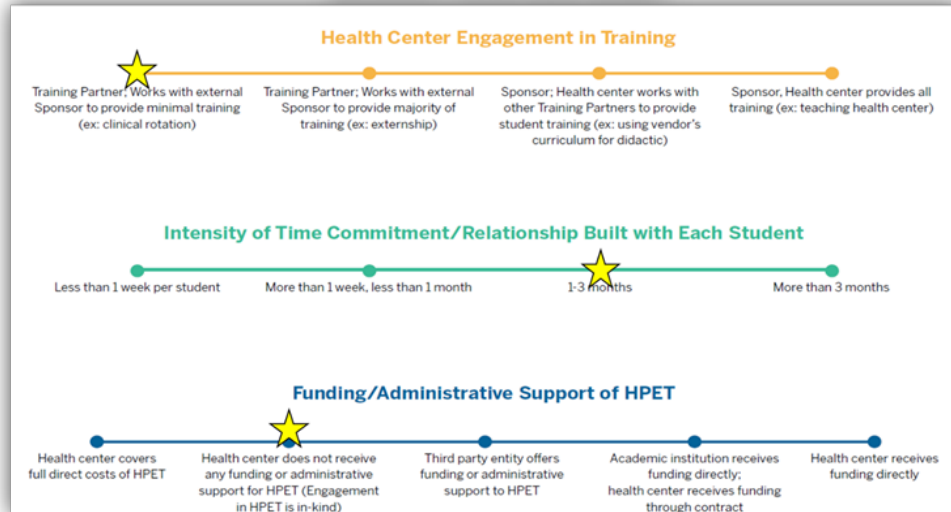 Health Center Engagement in Training
Training Partner; Works with external
Sponsor to provide minimal training
(ex: clinical rotation)
Training Partner; Works with external
Sponsor to provide majority of
training (ex: externship)
Sponsor; Health center works with
other Training Partners to provide
student training (ex: using vendor's
curriculum for didactic)
Sponsor, Health center provides all
training (ex: teaching health center)
Intensity of Time Commitment/Relationship Built with Each Student
Less than 1 week per student
More than 1 week, less than 1 month
1-3 months
More than 3 months
Funding/Administrative Support of HPET
Health center covers
full direct costs of HPET
Health center does not receive
any funding or administrative
support for HPET (Engagement
in HPET is in-kind)
Third party entity offers
funding or administrative
support to HPET
Academic institution receives
funding directly;
health center receives funding
through contract
Health center receives
funding directly